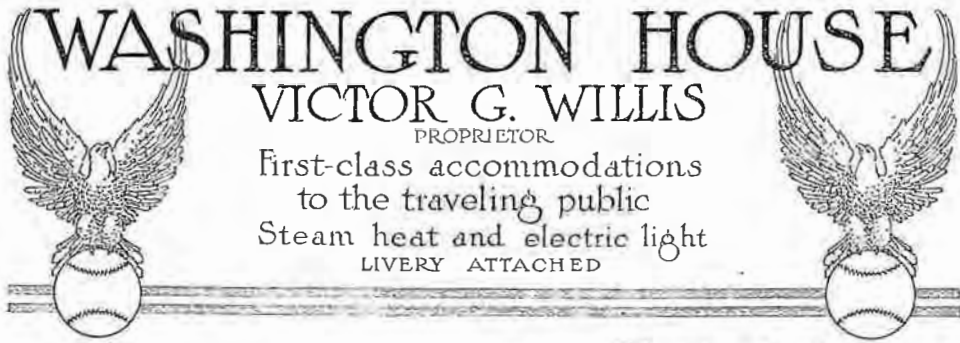 WASHINGTON HOUSE
VICTOR G. WILLIS
PROPRIETOR
First-class accommodations
to the traveling public
Steam heat and electric light
LIVERY ATTACHED